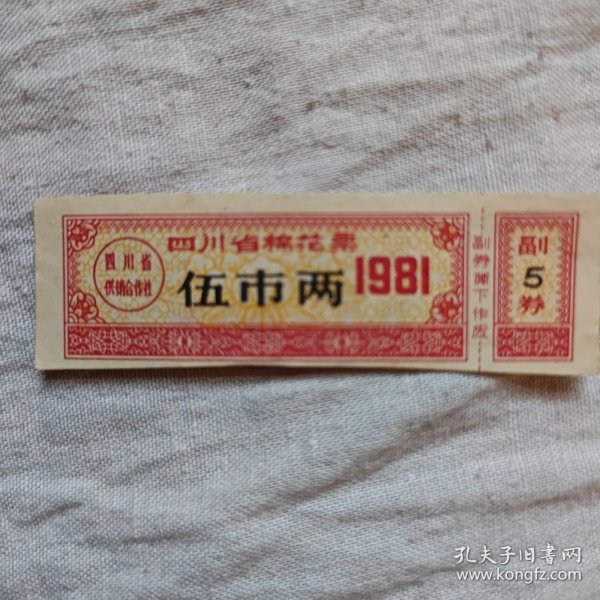 四川省棉花票
四川省
供销合作社
伍市两
1981
副券撕下作废
副
5
券
孔夫子旧书网
www.kongfz.com